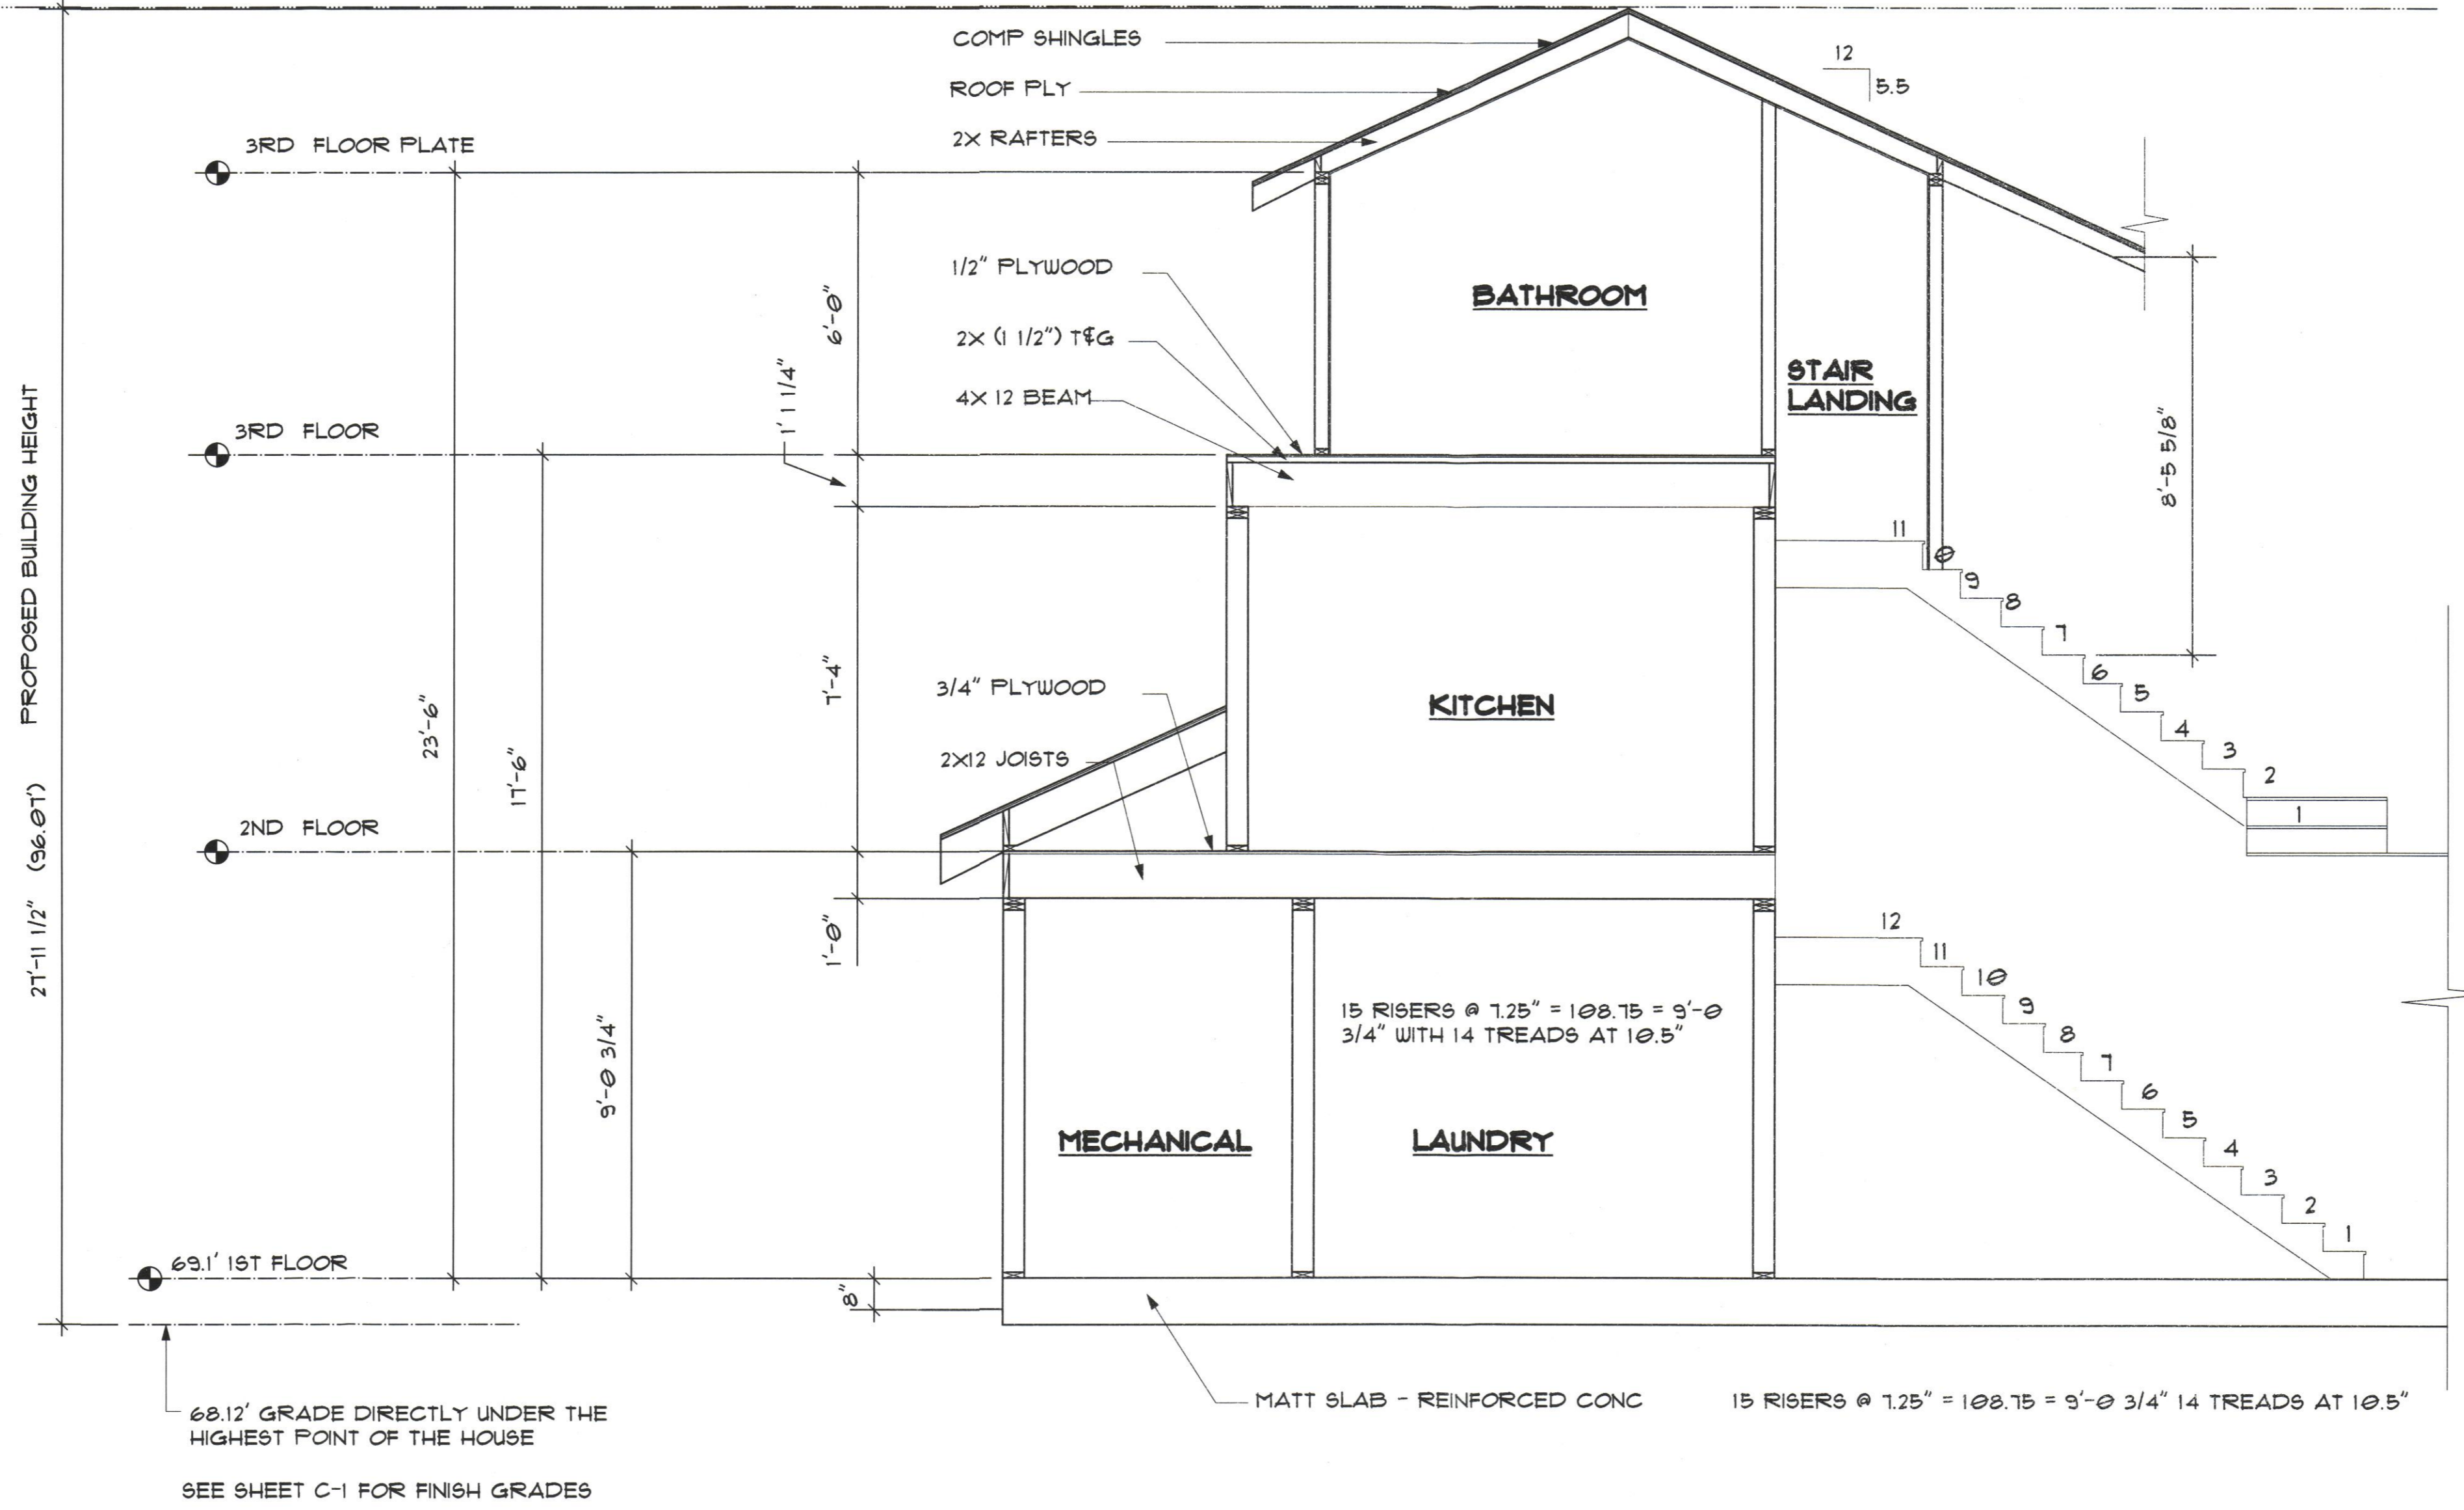 COMP SHINGLES
12
ROOF PLY
5.5
2X RAFTERS
3RD FLOOR PLATE
1/2" PLYWOOD
6'-0"
BATHROOM
2X (1 1/2") T&G
1' 1 1/4"
4X 12 BEAM
STAIR
LANDING
3RD FLOOR
8'-5 5/8"
PROPOSED BUILDING HEIGHT
27'-11 1/2" (96.07')
11
0
9
8
7
6
5
4
3
2
1
7'-4"
3/4" PLYWOOD
KITCHEN
23'-6"
17'-6"
2X12 JOISTS
2ND FLOOR
1'-0"
12
11
10
9
8
7
6
5
4
3
2
1
15 RISERS @ 7.25" = 108.75 = 9'-0
3/4" WITH 14 TREADS AT 10.5"
9'-0 3/4"
MECHANICAL
LAUNDRY
69.1' 1ST FLOOR
8"
MATT SLAB - REINFORCED CONC
15 RISERS @ 7.25" = 108.75 = 9'-0 3/4" 14 TREADS AT 10.5"
68.12' GRADE DIRECTLY UNDER THE
HIGHEST POINT OF THE HOUSE
SEE SHEET C-1 FOR FINISH GRADES